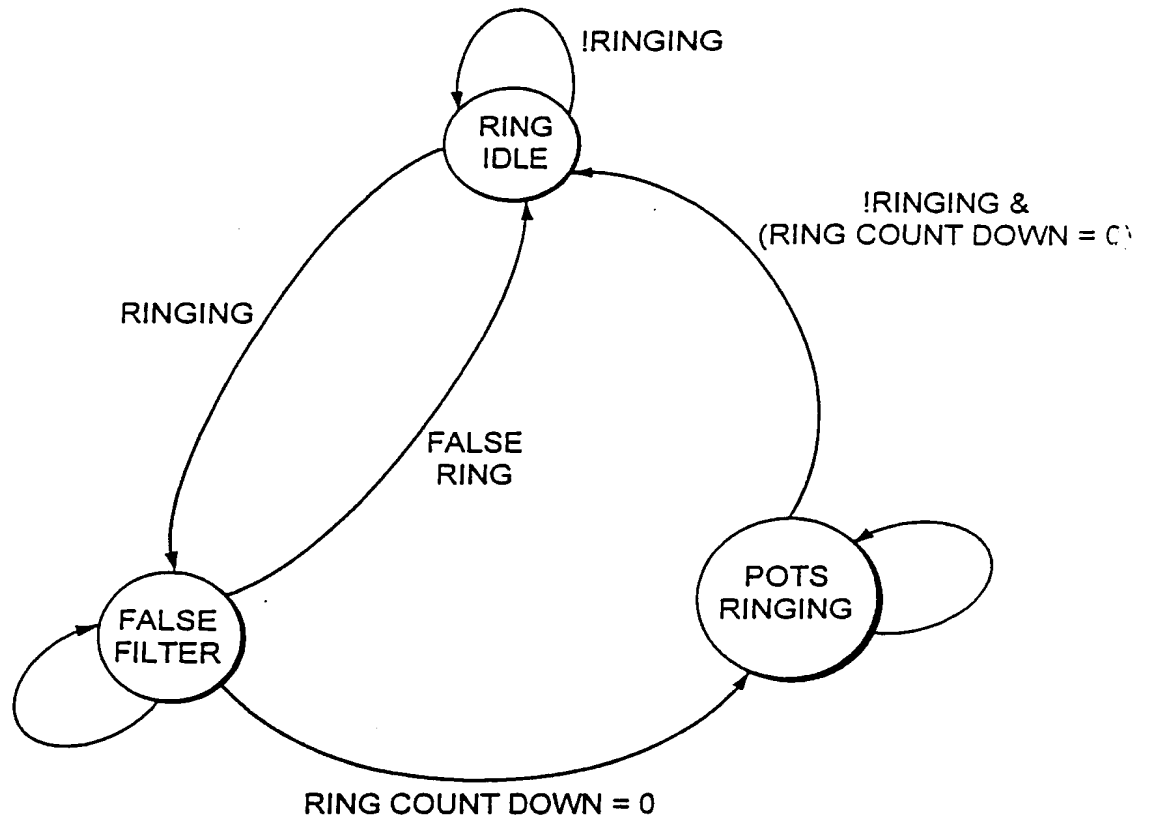 !RINGING
RING
IDLE
!RINGING &
(RING COUNT DOWN = 0)
RINGING
FALSE
RING
POTS
RINGING
FALSE
FILTER
RING COUNT DOWN = 0